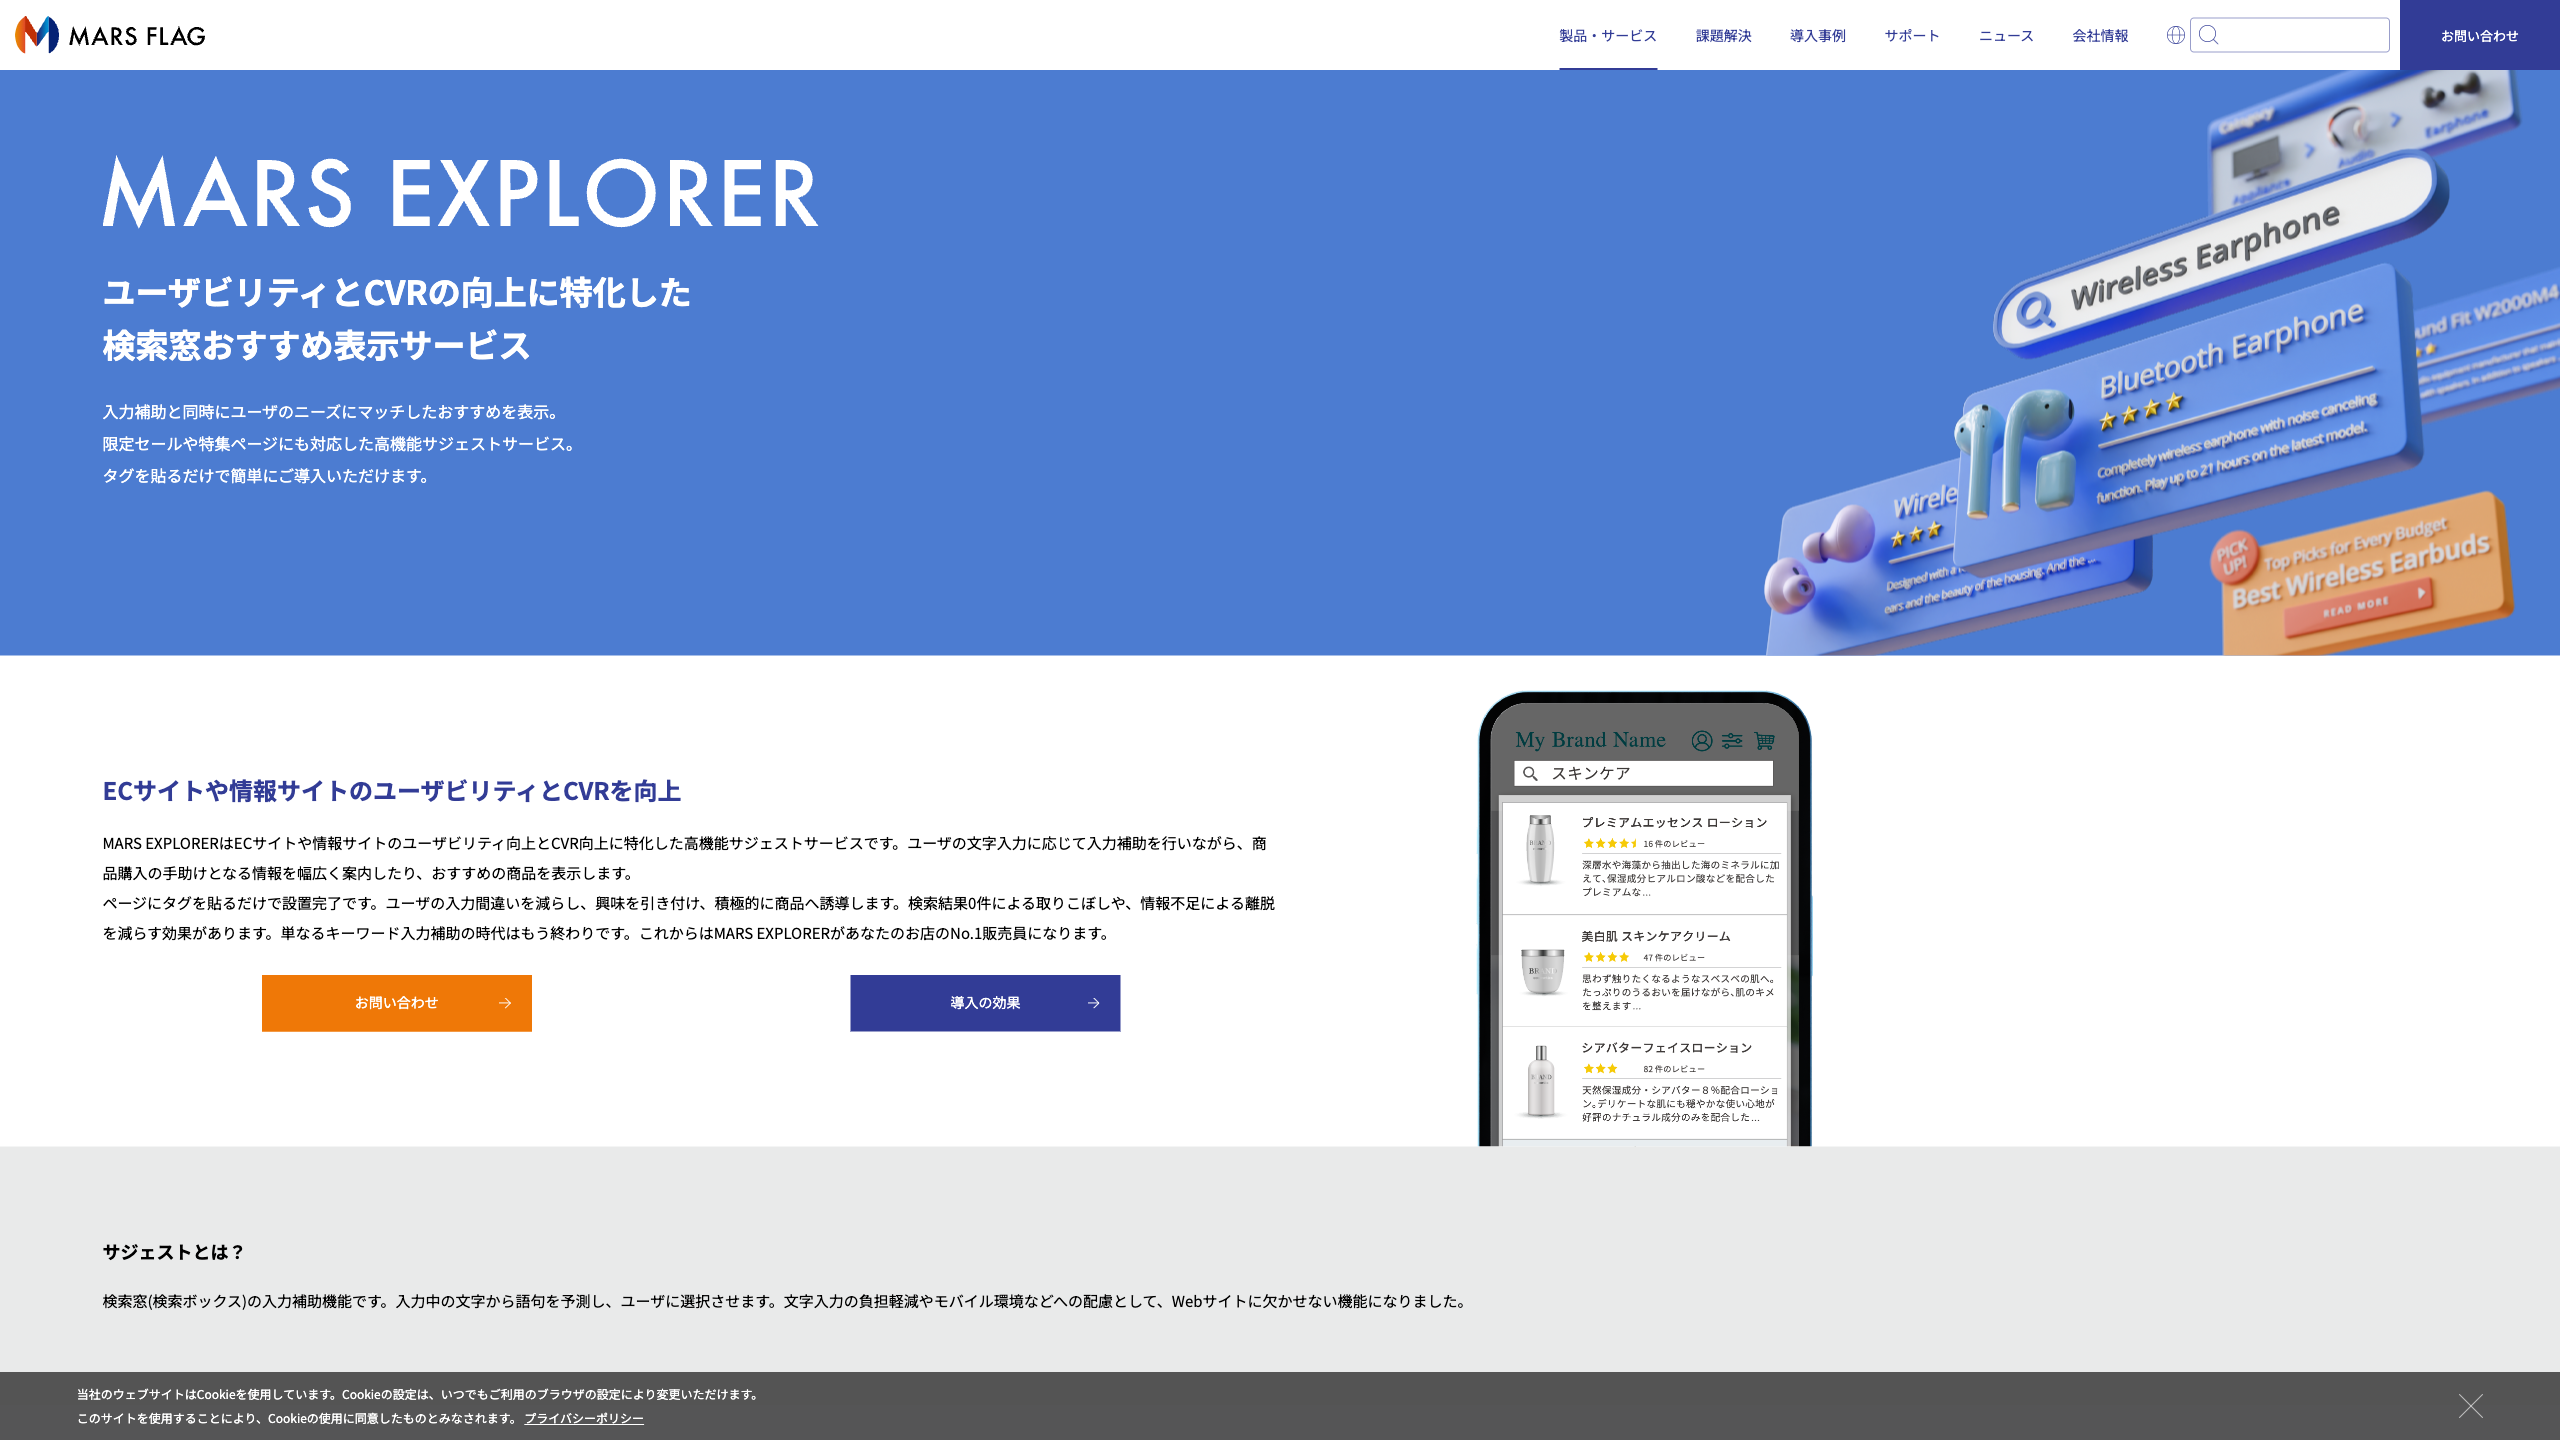 MARS FLAG
製品・サービス
課題解決
導入事例
サポート
ニュース
会社情報
お問い合わせ
MARS EXPLORER
ユーザビリティとCVRの向上に特化した
検索窓おすすめ表示サービス
入力補助と同時にユーザのニーズにマッチしたおすすめを表示。
限定セールや特集ページにも対応した高機能サジェストサービス。
タグを貼るだけで簡単にご導入いただけます。
Category
Appliance
Audio
Earphone
Wireless Earphone
Bluetooth Earphone
Completely wireless earphone with noise canceling
function. Play up to 21 hours on the latest model.
ound Fit W2000M4
Wirele
Designed with a
of the housing. And the ...
ears and the beauty
PICK
UP!
Top Picks for Every Budget
Best Wireless Earbuds
READ MORE
ECサイトや情報サイトのユーザビリティとCVRを向上
MARS EXPLORERはECサイトや情報サイトのユーザビリティ向上とCVR向上に特化した高機能サジェストサービスです。ユーザの文字入力に応じて入力補助を行いながら、商
品購入の手助けとなる情報を幅広く案内したり、おすすめの商品を表示します。
ページにタグを貼るだけで設置完了です。ユーザの入力間違いを減らし、興味を引き付け、積極的に商品へ誘導します。検索結果0件による取りこぼしや、情報不足による離脱
を減らす効果があります。単なるキーワード入力補助の時代はもう終わりです。これからはMARS EXPLORERがあなたのお店のNo.1販売員になります。
お問い合わせ
導入の効果
My Brand Name
スキンケア
プレミアムエッセンス ローション
16 件のレビュー
深層水や海藻から抽出した海のミネラルに加
えて、保湿成分ヒアルロン酸などを配合した
プレミアムな…
BRAND
美白肌 スキンケアクリーム
47 件のレビュー
思わず触りたくなるようなスベスベの肌へ。
たっぷりのうるおいを届けながら、肌のキメ
を整えます…
BRAND
シアバターフェイスローション
82 件のレビュー
天然保湿成分・シアバター８％配合ローショ
ン。デリケートな肌にも穏やかな使い心地が
好評のナチュラル成分のみを配合した…
BRAND
サジェストとは？
検索窓(検索ボックス)の入力補助機能です。入力中の文字から語句を予測し、ユーザに選択させます。文字入力の負担軽減やモバイル環境などへの配慮として、Webサイトに欠かせない機能になりました。
当社のウェブサイトはCookieを使用しています。Cookieの設定は、いつでもご利用のブラウザの設定により変更いただけます。
このサイトを使用することにより、Cookieの使用に同意したものとみなされます。 プライバシーポリシー